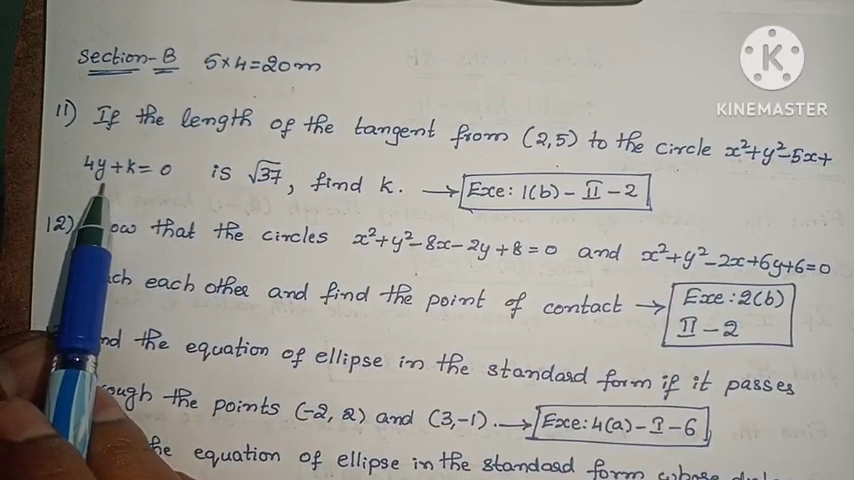 K
KINEMASTER
Section-B 5×4=20m
11) If the length of the tangent from (2,5) to the circle x²+y²-5x+
4y+k=0 is √37, find k. → Exe: 1(b)-II-2
12) ow that the circles x²+y²-8x-2y+8=0 and x²+y²-2x+6y+6=0
ch each other and find the point of contact → Exe: 2(b)
II-2
nd the equation of ellipse in the standard form if it passes
rough the points (-2,2) and (3,-1). → Exe: 4(a)-I-6
the equation of ellipse in the standard form whose